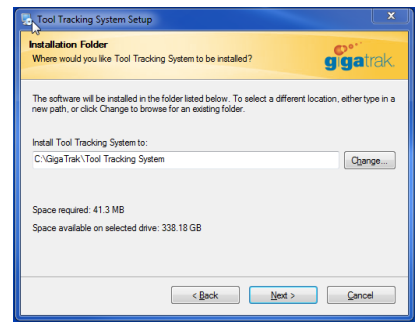 Tool Tracking System Setup
X
Installation Folder
Where would you like Tool Tracking System to be installed?
gigatrak.
The software will be installed in the folder listed below. To select a different location, either type in a
new path, or click Change to browse for an existing folder.
Install Tool Tracking System to:
C:\GigaTrak\Tool Tracking System
Change...
Space required: 41.3 MB
Space available on selected drive: 338.18 GB
< Back
Next >
Cancel